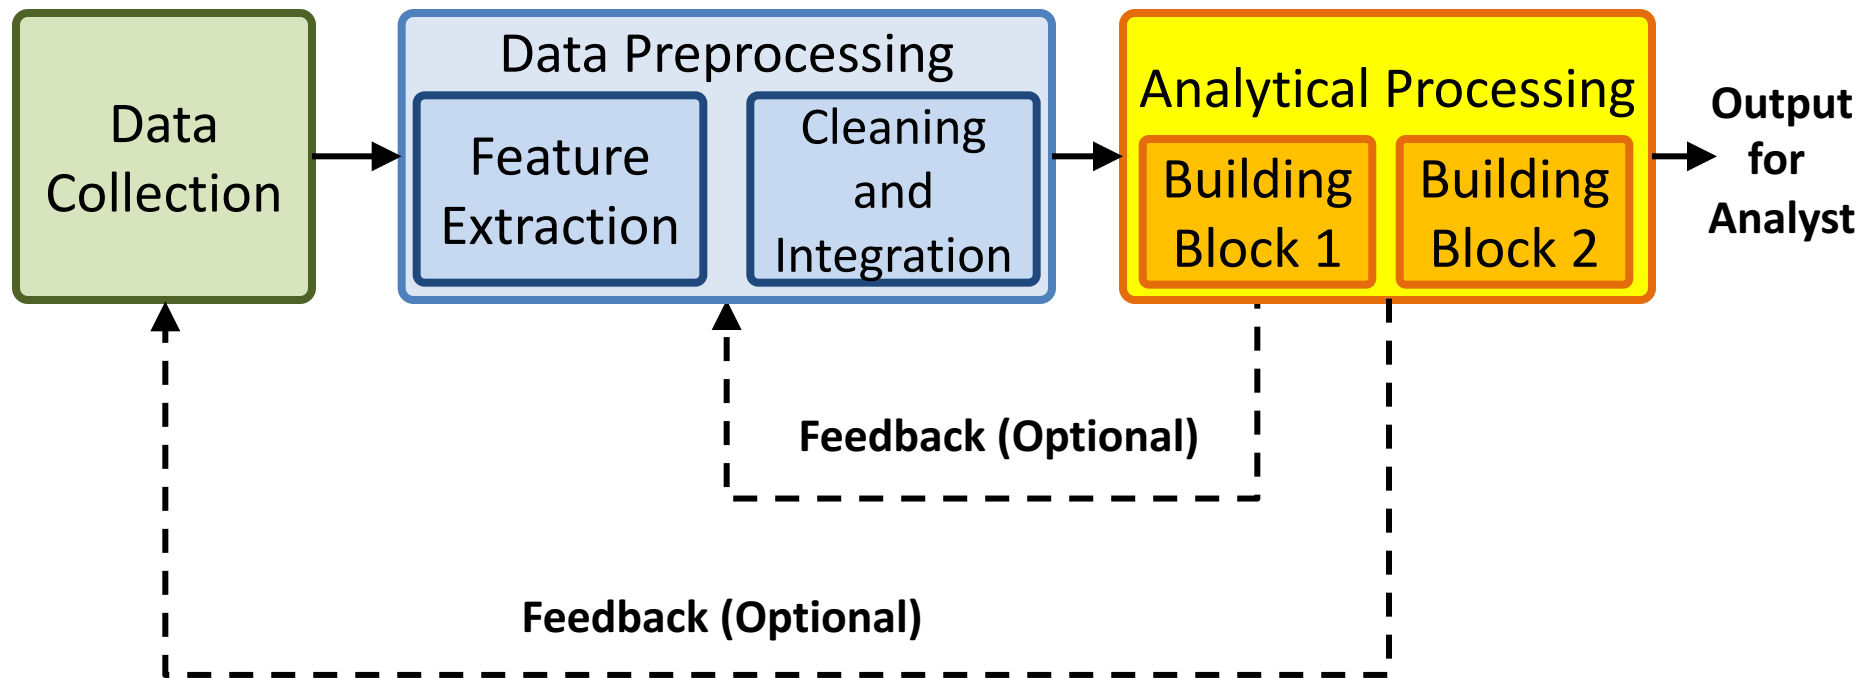 Data
Collection
Data Preprocessing
Feature
Extraction
Cleaning
and
Integration
Analytical Processing
Building
Block 1
Building
Block 2
Output
for
Analyst
Feedback (Optional)
Feedback (Optional)